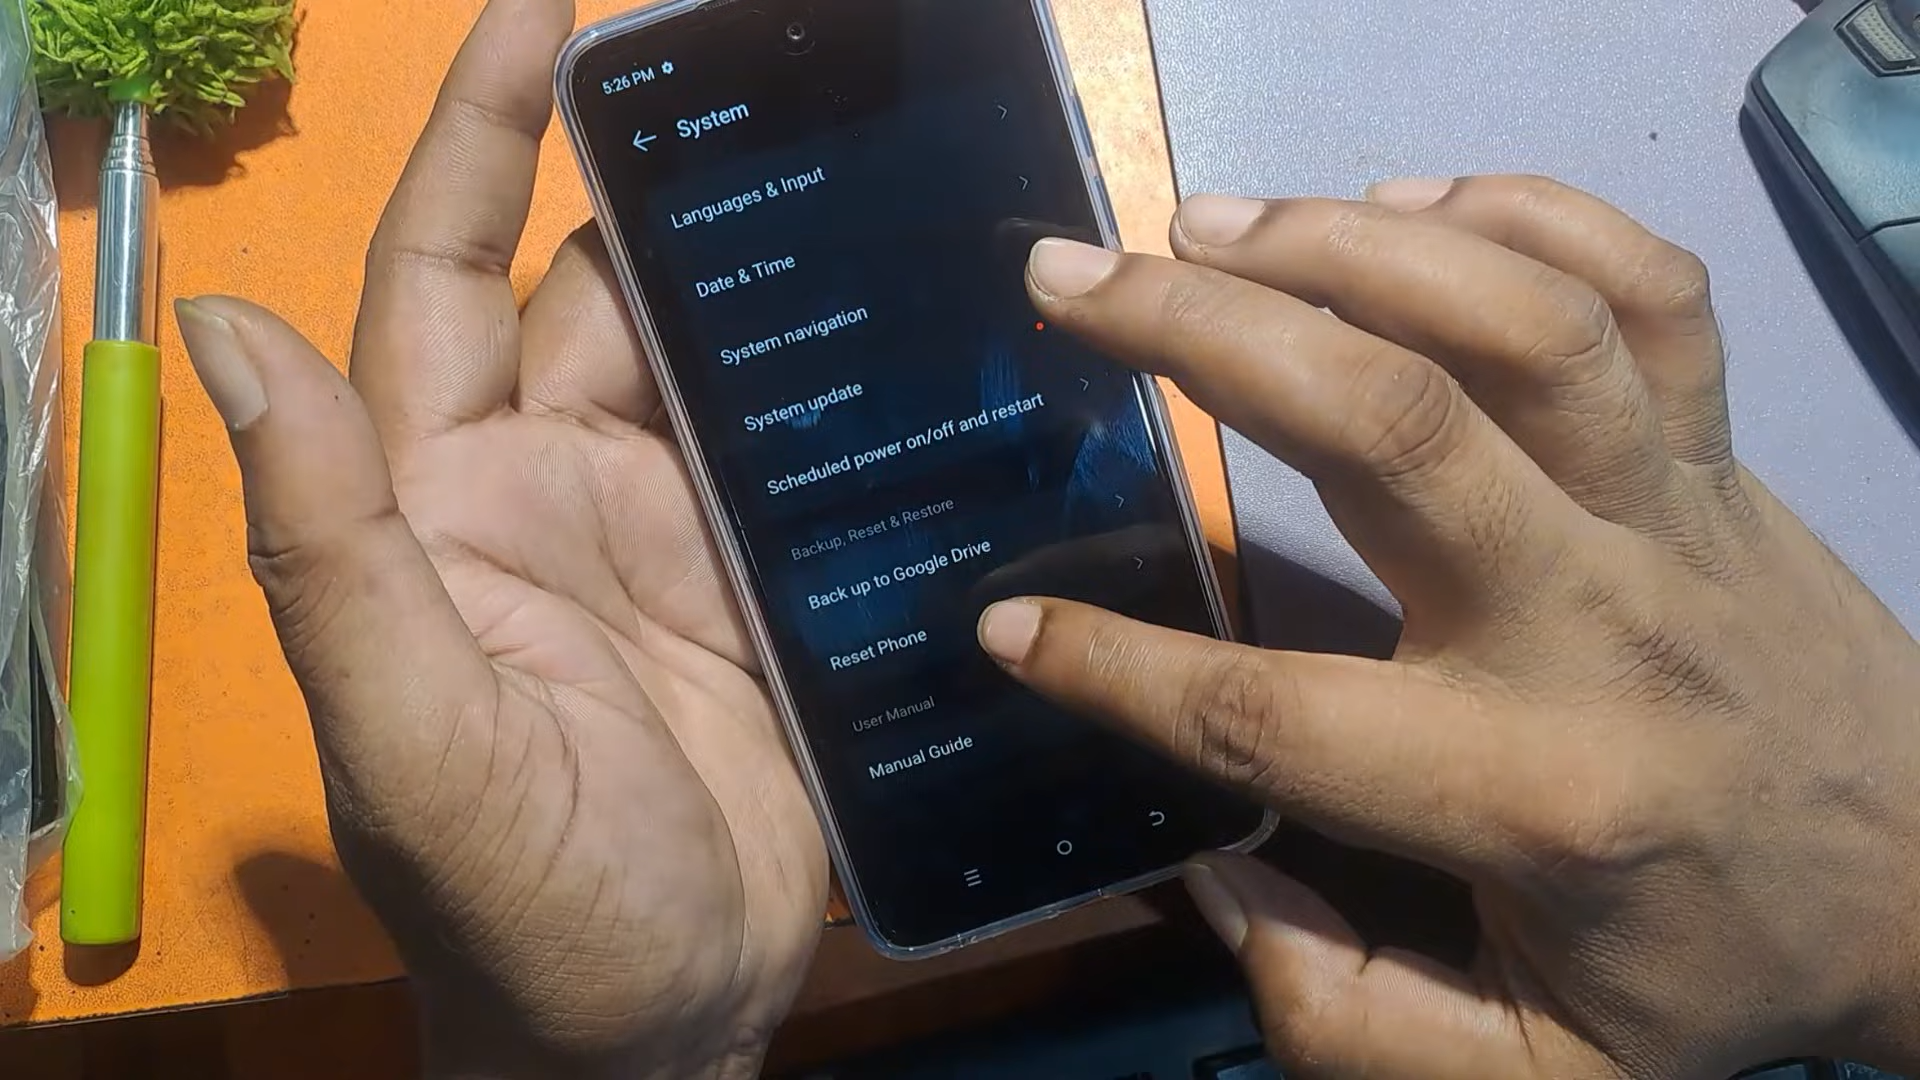 5:26 PM
System
Languages & Input
Date & Time
System navigation
System update
Scheduled power on/off and restart
Backup, Reset & Restore
Back up to Google Drive
Reset Phone
User Manual
Manual Guide